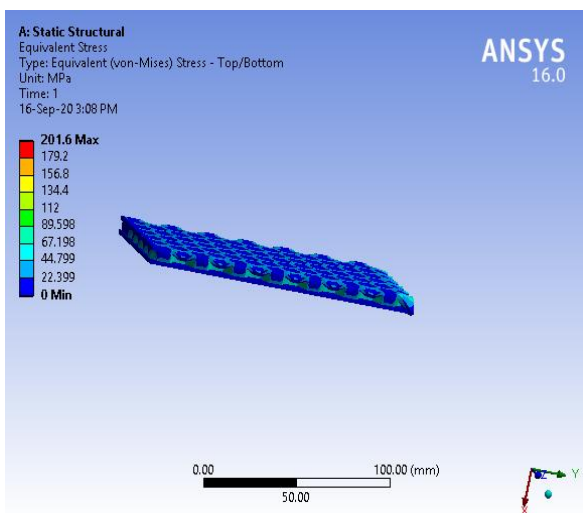 A: Static Structural
Equivalent Stress
Type: Equivalent (von-Mises) Stress - Top/Bottom
Unit: MPa
Time: 1
16-Sep-20 3:08 PM
ANSYS
16.0
201.6 Max
179.2
156.8
134.4
112
89.598
67.198
44.799
22.399
0 Min
0.00
100.00 (mm)
50.00
Z
Y
X